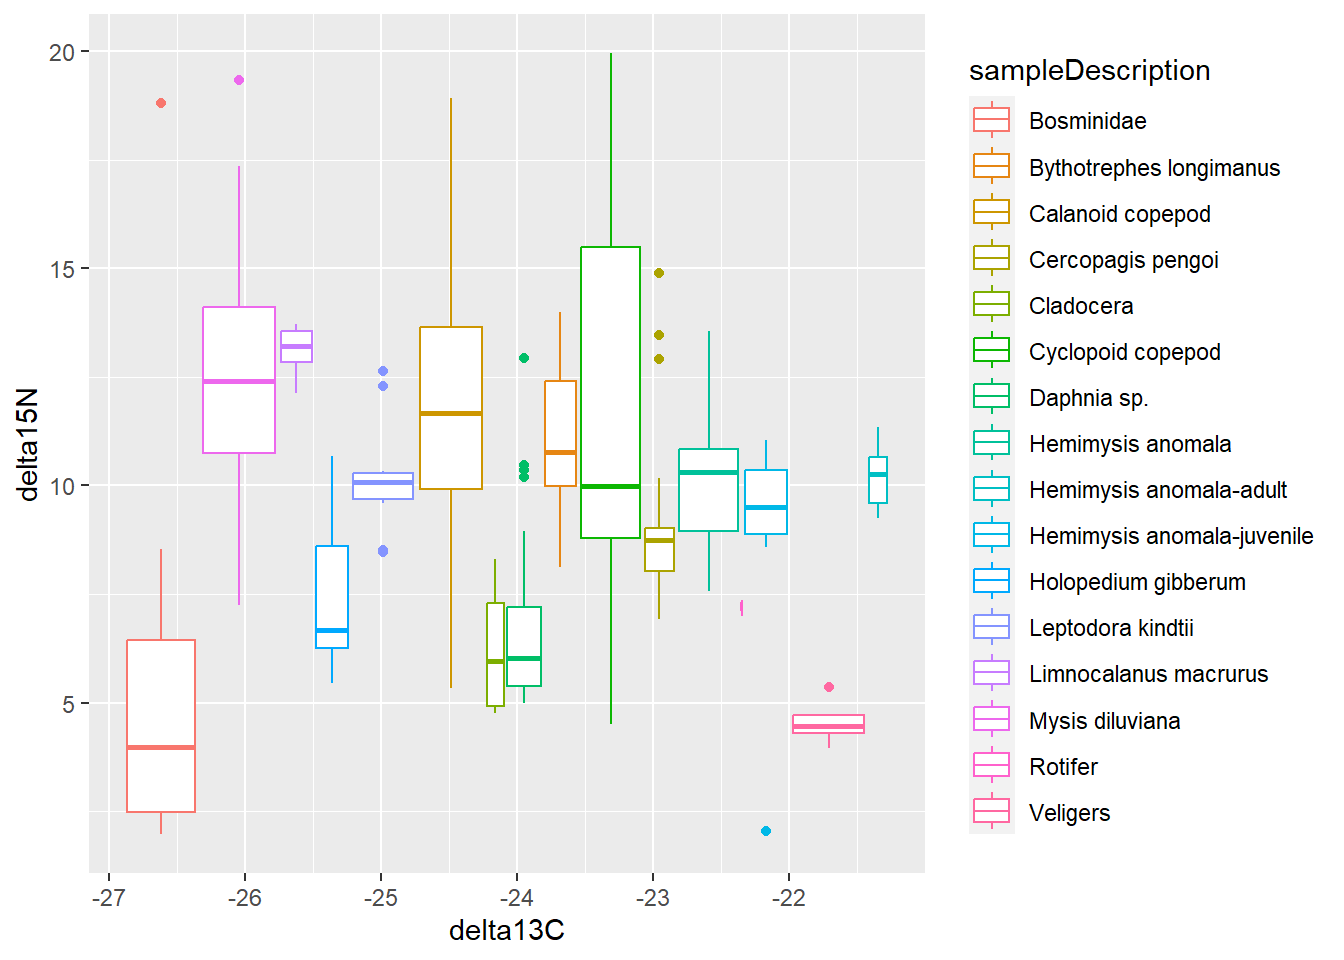 20
15
10
5
delta15N
-27
-26
-25
-24
-23
-22
delta13C
sampleDescription
Bosminidae
Bythotrephes longimanus
Calanoid copepod
Cercopagis pengoi
Cladocera
Cyclopoid copepod
Daphnia sp.
Hemimysis anomala
Hemimysis anomala-adult
Hemimysis anomala-juvenile
Holopedium gibberum
Leptodora kindtii
Limnocalanus macrurus
Mysis diluviana
Rotifer
Veligers